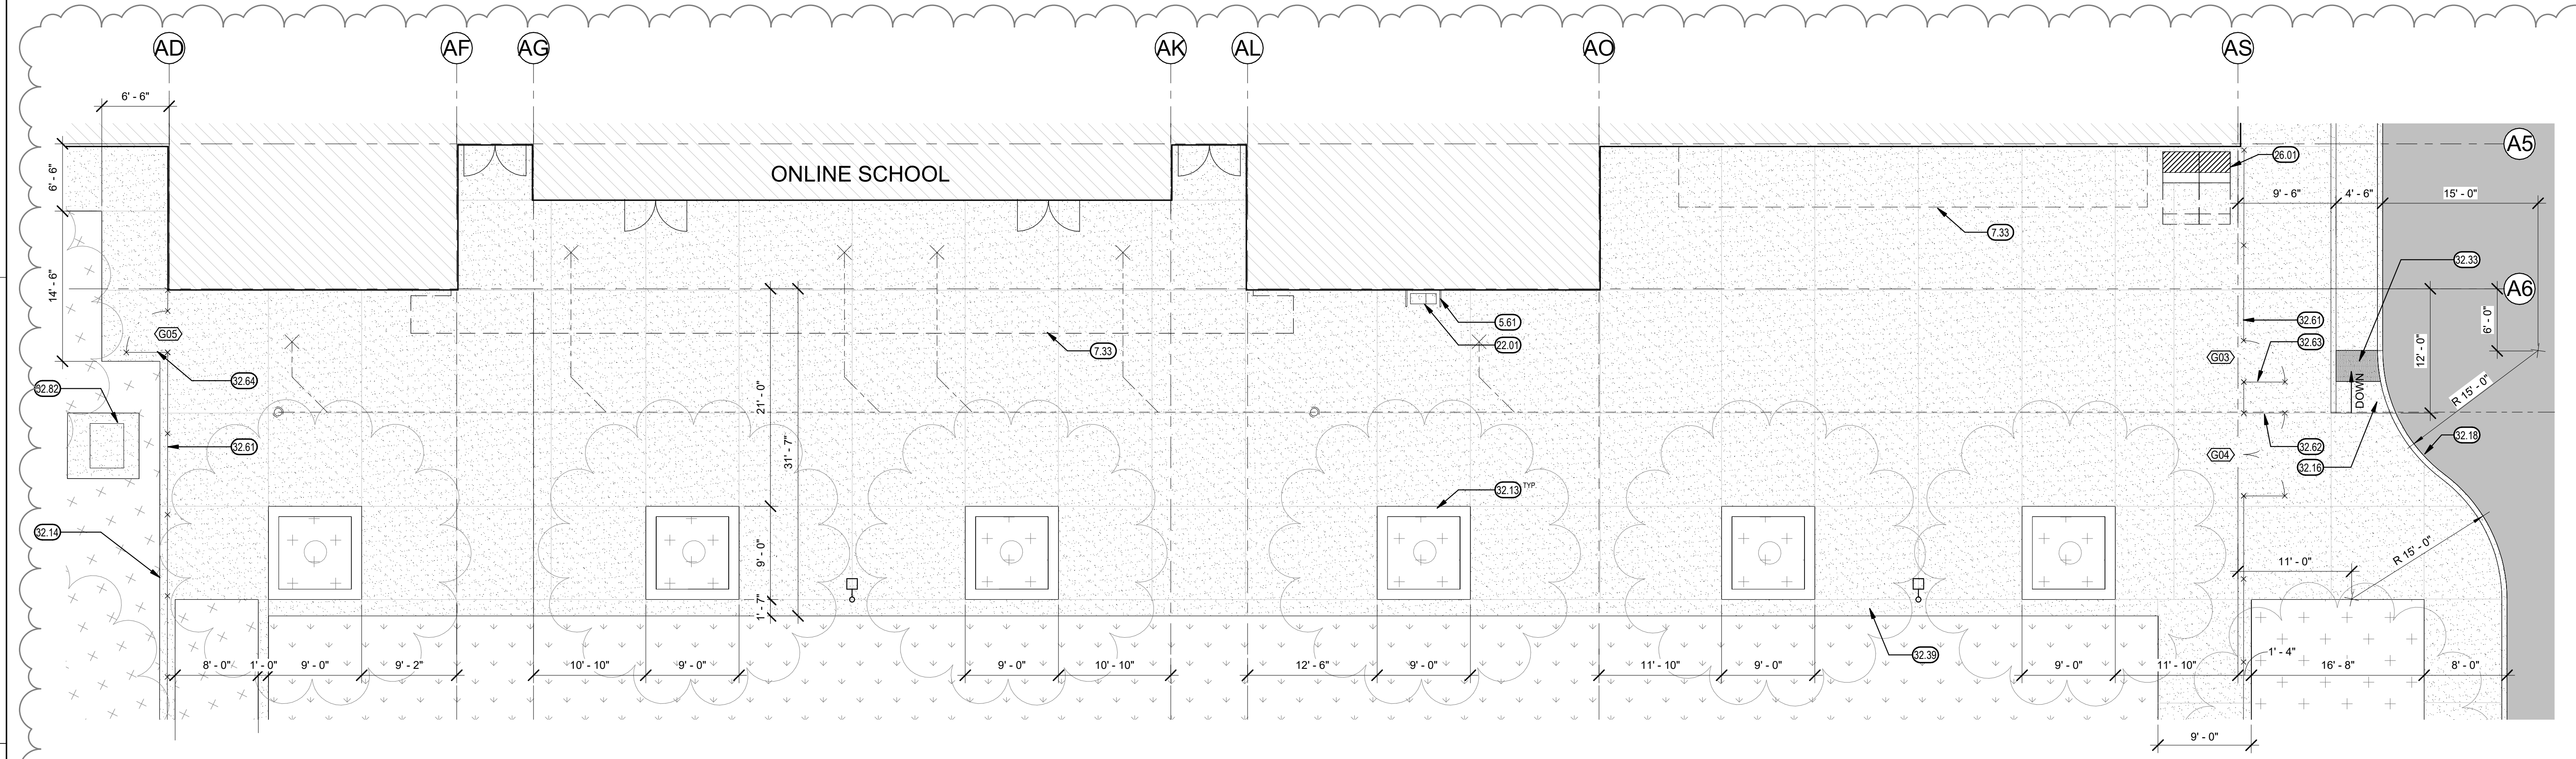 AD
AF
AG
AK
AL
AO
AS
6' - 6"
ONLINE SCHOOL
26.01
A5
6' - 6"
9' - 6"
4' - 6"
15' - 0"
7.33
32.33
14' - 6"
A6
5.61
32.61
6' - 0"
G05
22.01
32.63
7.33
G03
12' - 0"
32.64
32.82
DOWN
R 15' - 0"
21' - 0"
32.61
31' - 7"
32.62
32.18
G04
32.16
32.13 TYP.
32.14
9' - 0"
R 15' - 0"
11' - 0"
1' - 7"
32.39
1' - 4"
8' - 0"
1' - 0"
9' - 0"
9' - 2"
10' - 10"
9' - 0"
9' - 0"
10' - 10"
12' - 6"
9' - 0"
11' - 10"
9' - 0"
9' - 0"
11' - 10"
16' - 8"
8' - 0"
9' - 0"